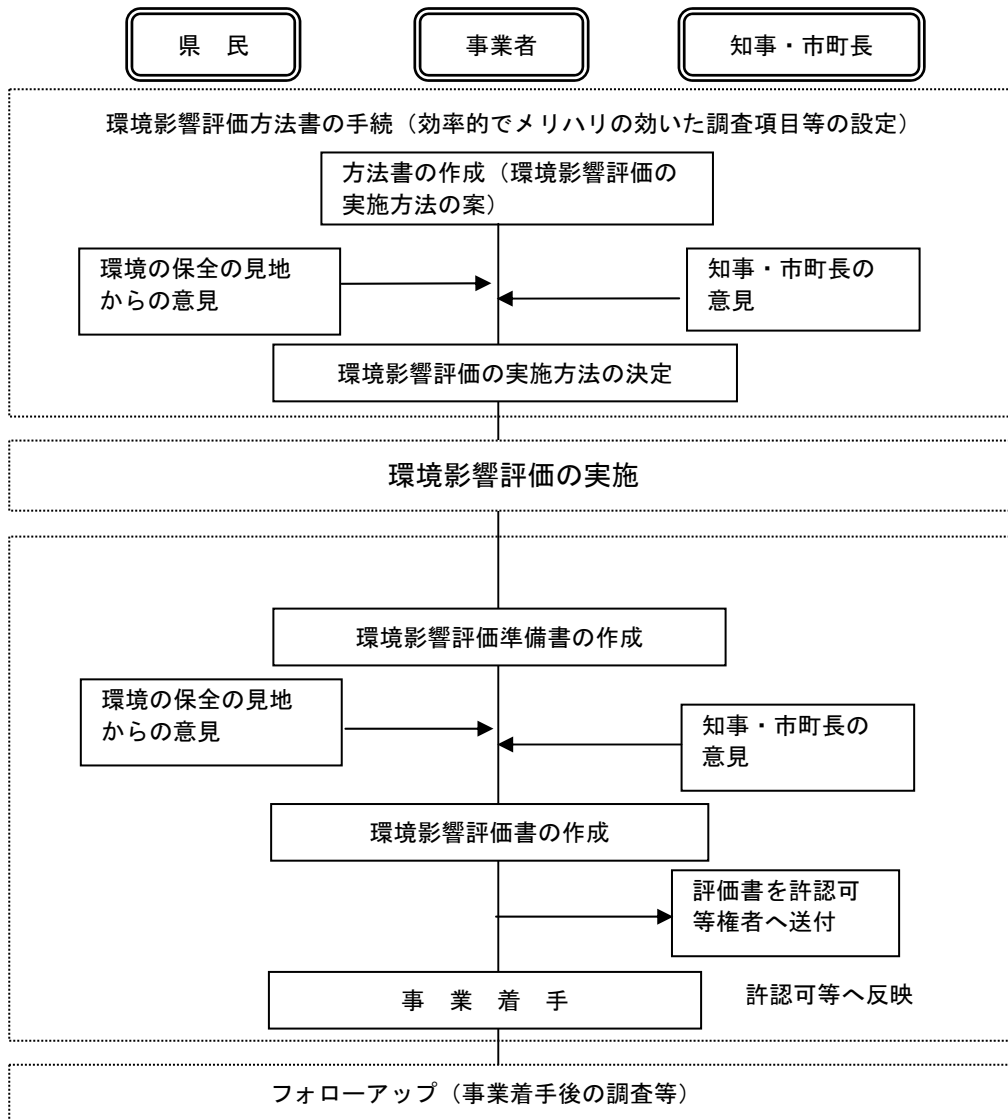 県　民
事業者
知事・市町長
環境影響評価方法書の手続（効率的でメリハリの効いた調査項目等の設定）
方法書の作成（環境影響評価の
実施方法の案）
環境の保全の見地
からの意見
知事・市町長の
意見
環境影響評価の実施方法の決定
環境影響評価の実施
環境影響評価準備書の作成
環境の保全の見地
からの意見
知事・市町長の
意見
環境影響評価書の作成
評価書を許認可
等権者へ送付
事　業　着　手
許認可等へ反映
フォローアップ（事業着手後の調査等）